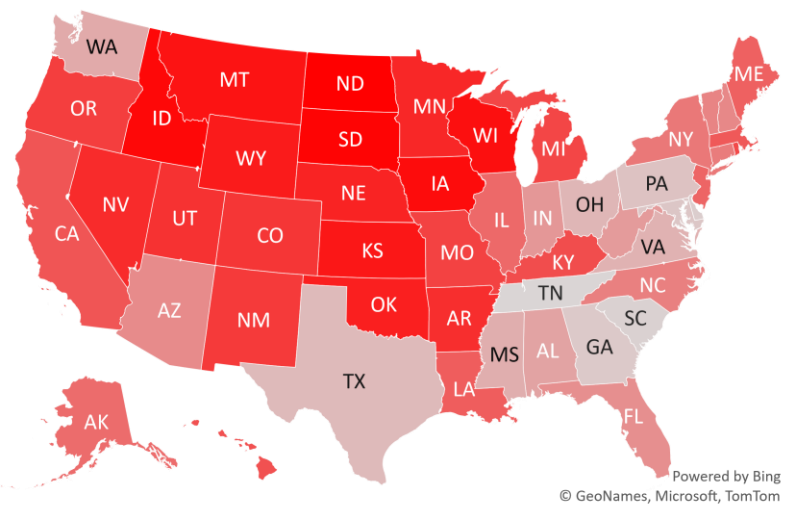 WA
MT
ND
MN
ME
OR
ID
SD
WI
MI
NY
WY
NE
IA
PA
NV
UT
CO
KS
MO
IL
IN
OH
VA
CA
KY
NC
AZ
NM
OK
AR
TN
SC
MS
AL
GA
TX
LA
FL
AK
Powered by Bing
© GeoNames, Microsoft, TomTom